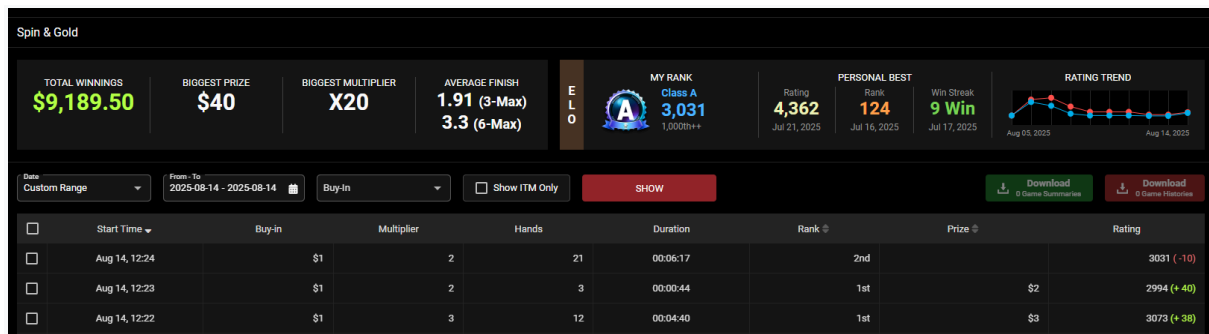 Spin & Gold
TOTAL WINNINGS
$9,189.50
BIGGEST PRIZE
$40
BIGGEST MULTIPLIER
X20
AVERAGE FINISH
1.91 (3-Max)
3.3 (6-Max)
ELO
MY RANK
A
Class A
3,031
1,000th++
PERSONAL BEST
Rating
4,362
Jul 21, 2025
Rank
124
Jul 16, 2025
Win Streak
9 Win
Jul 17, 2025
RATING TREND
Aug 05, 2025 Aug 14, 2025
Date
Custom Range
From - To
2025-08-14 - 2025-08-14
Buy-In
Show ITM Only
SHOW
Download
0 Game Summaries
Download
0 Game Histories
Start Time Buy-in Multiplier Hands Duration Rank Prize Rating
Aug 14, 12:24 $1 2 21 00:06:17 2nd 3031 (-10)
Aug 14, 12:23 $1 2 3 00:00:44 1st $2 2994 (+ 40)
Aug 14, 12:22 $1 3 12 00:04:40 1st $3 3073 (+ 38)